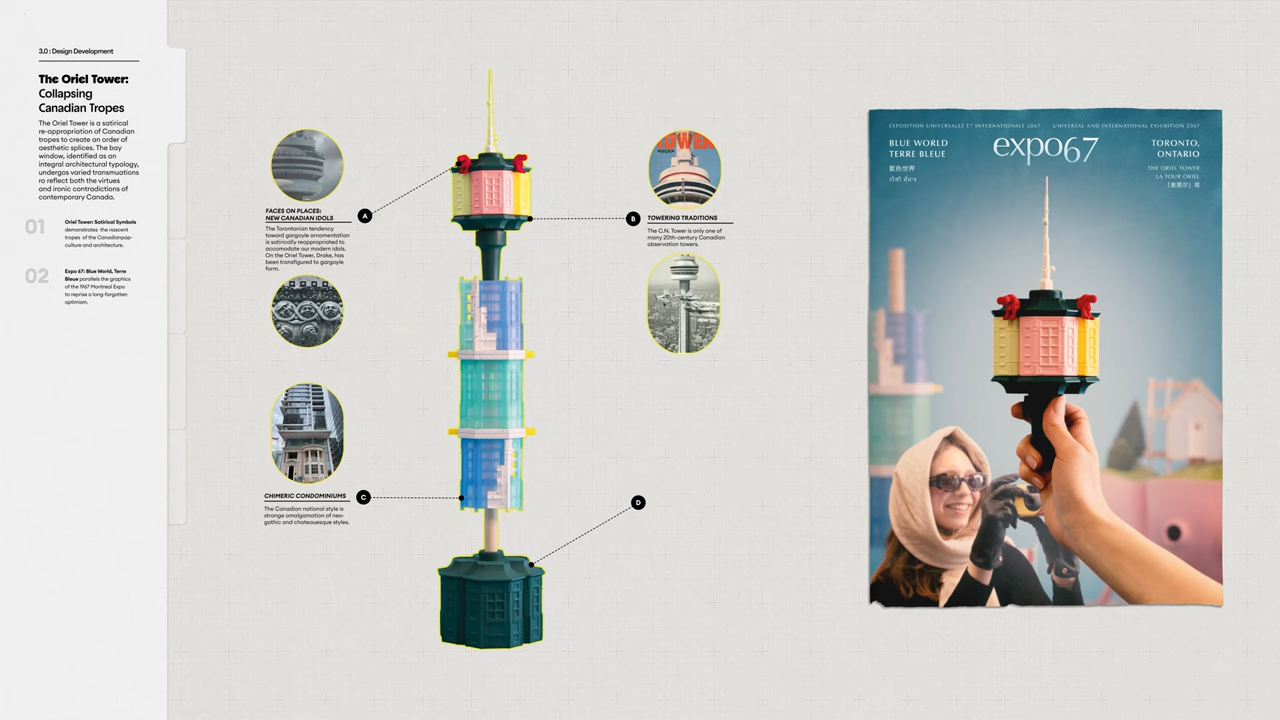 3.0 : Design Development
The Oriel Tower:
Collapsing
Canadian Tropes
The Oriel Tower is a satirical
re-appropriation of Canadian
tropes to create an order of
aesthetic splices. The bay
window, identified as an
integral architectural typology,
undergos varied transmuations
ro reflect both the virtues
and ironic contradictions of
contemporary Canada.
01
Oriel Tower: Satirical Symbols
demonstrates the nascent
tropes of the Canadianpop-
culture and architecture.
02
Expo 67: Blue World, Terre
Bleue parallels the graphics
of the 1967 Montreal Expo
to reprise a long-forgotten
optimism.
FACES ON PLACES:
NEW CANADIAN IDOLS
The Torontonian tendency
toward gargoyle ornamentation
is satirically reappropriated to
accomodate our modern idols.
On the Oriel Tower, Drake, has
been transfigured to gargoyle
form.
A
CHIMERIC CONDOMINIUMS
The Canadian national style is
strange amalgamation of neo-
gothic and chateauesque styles.
C
TOWER
B
TOWERING TRADITIONS
The C.N. Tower is only one of
many 20th-century Canadian
observation towers.
D
EXPOSITION UNIVERSALLE ET INTERNATIONALE 2067
UNIVERSAL AND INTERNATIONAL EXHIBITION 2067
BLUE WORLD
TERRE BLEUE
藍色世界
expo67
TORONTO,
ONTARIO
THE ORIEL TOWER
LA TOUR ORIEL